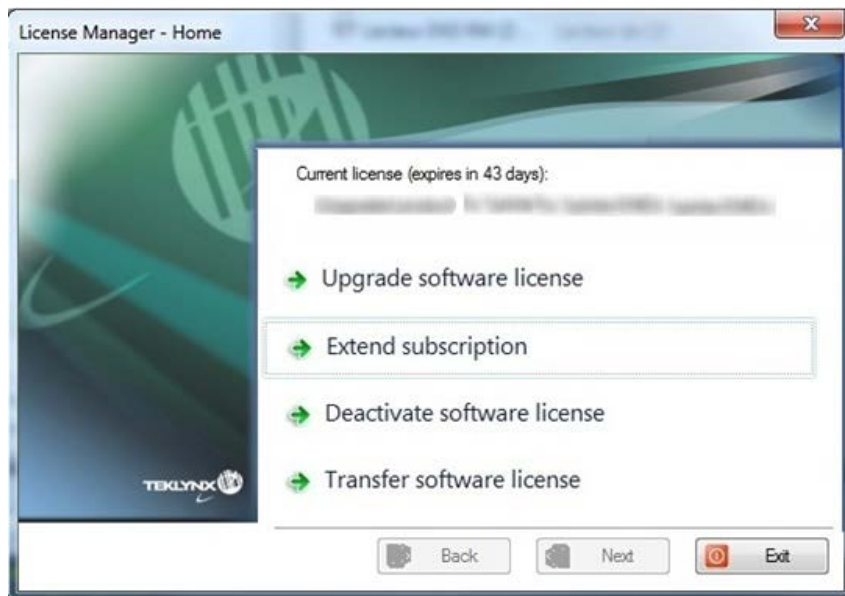 License Manager - Home
Current license (expires in 43 days):
Upgrade software license
Extend subscription
Deactivate software license
Transfer software license
TEKLYNX
Back
Next
Exit